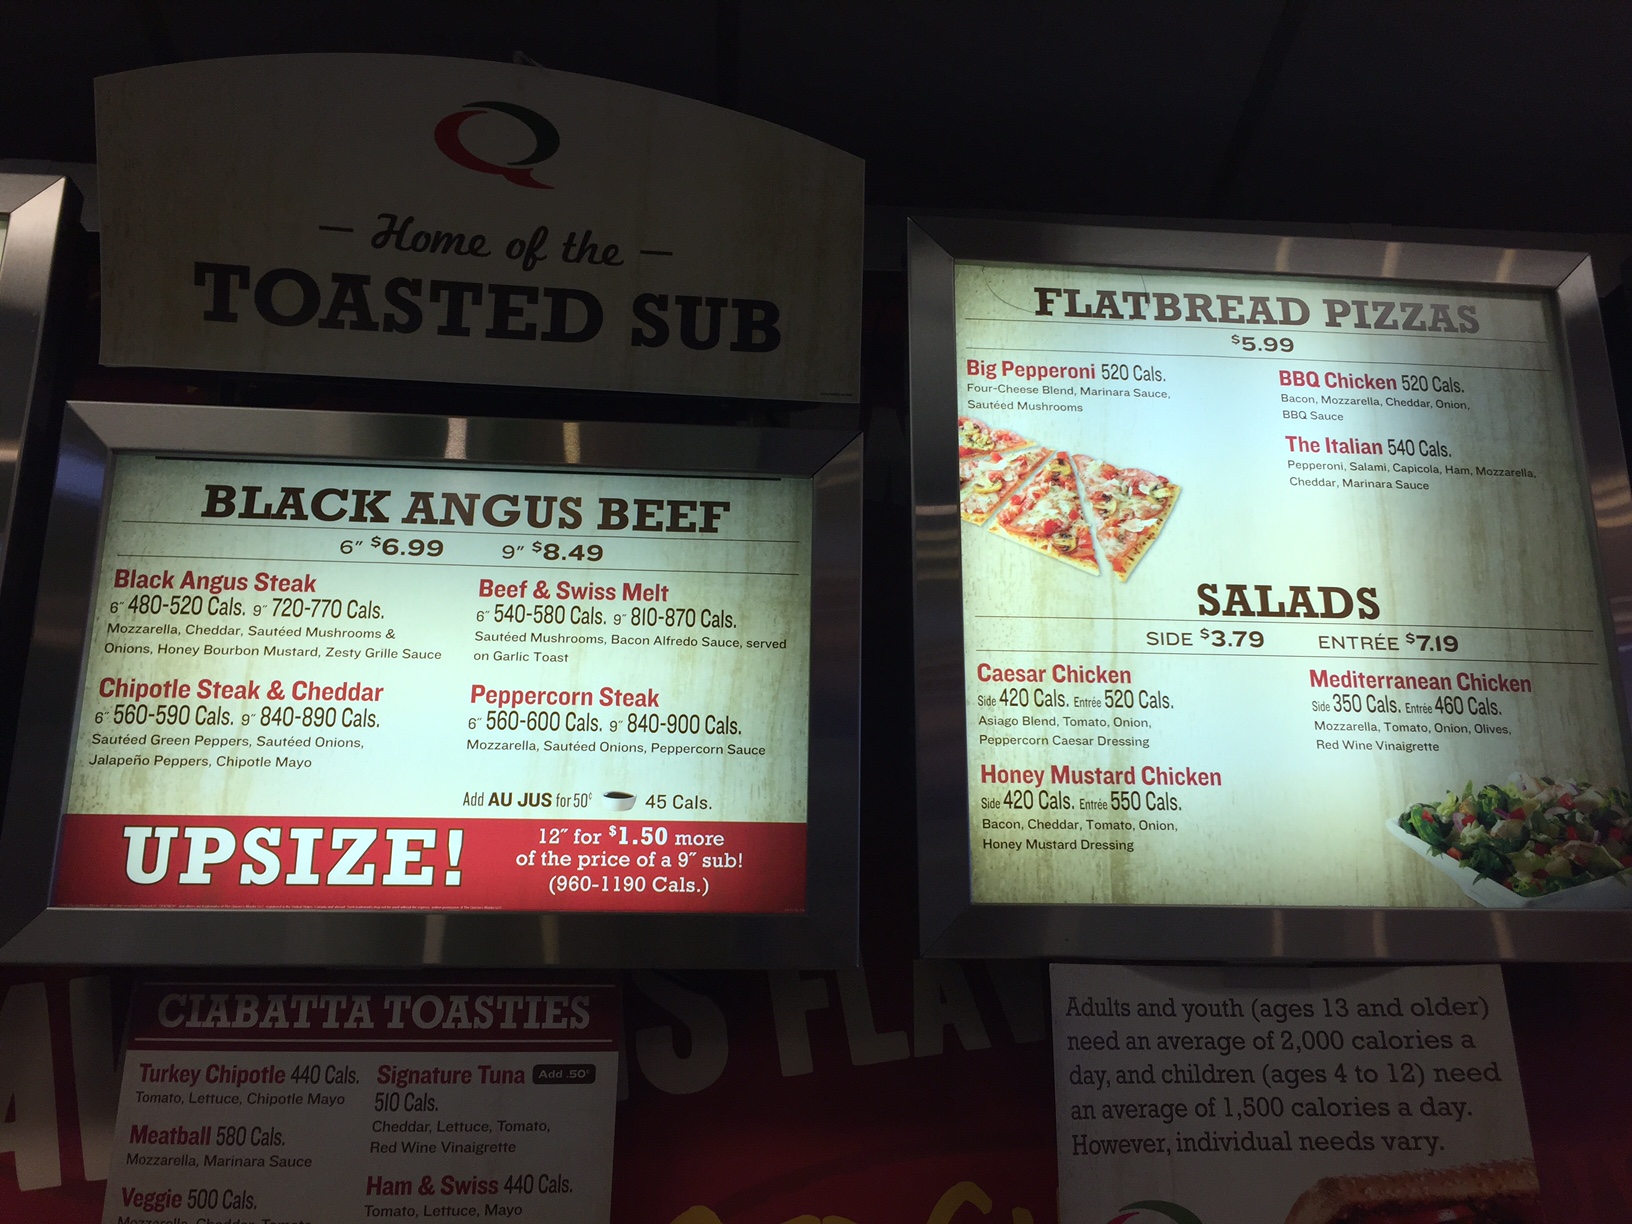 Home of the
TOASTED SUB
BLACK ANGUS BEEF
6" $6.99 9" $8.49
Black Angus Steak
6" 480-520 Cals. 9" 720-770 Cals.
Mozzarella, Cheddar, Sautéed Mushrooms &
Onions, Honey Bourbon Mustard, Zesty Grille Sauce
Chipotle Steak & Cheddar
6" 560-590 Cals. 9" 840-890 Cals.
Sautéed Green Peppers, Sautéed Onions,
Jalapeño Peppers, Chipotle Mayo
Beef & Swiss Melt
6" 540-580 Cals. 9" 810-870 Cals.
Sautéed Mushrooms, Bacon Alfredo Sauce, served
on Garlic Toast
Peppercorn Steak
6" 560-600 Cals. 9" 840-900 Cals.
Mozzarella, Sautéed Onions, Peppercorn Sauce
Add AU JUS for 50¢ 45 Cals.
UPSIZE!
12" for $1.50 more
of the price of a 9" sub!
(960-1190 Cals.)
CIABATTA TOASTIES
Turkey Chipotle 440 Cals.
Tomato, Lettuce, Chipotle Mayo
Meatball 580 Cals.
Mozzarella, Marinara Sauce
Veggie 500 Cals.
Mozzarella, Cheddar, Tomato
Signature Tuna Add .50¢
510 Cals.
Cheddar, Lettuce, Tomato,
Red Wine Vinaigrette
Ham & Swiss 440 Cals.
Tomato, Lettuce, Mayo
FLATBREAD PIZZAS
$5.99
Big Pepperoni 520 Cals.
Four-Cheese Blend, Marinara Sauce,
Sautéed Mushrooms
BBQ Chicken 520 Cals.
Bacon, Mozzarella, Cheddar, Onion,
BBQ Sauce
The Italian 540 Cals.
Pepperoni, Salami, Capicola, Ham, Mozzarella,
Cheddar, Marinara Sauce
SALADS
SIDE $3.79 ENTRÉE $7.19
Caesar Chicken
Side 420 Cals. Entrée 520 Cals.
Asiago Blend, Tomato, Onion,
Peppercorn Caesar Dressing
Mediterranean Chicken
Side 350 Cals. Entrée 460 Cals.
Mozzarella, Tomato, Onion, Olives,
Red Wine Vinaigrette
Honey Mustard Chicken
Side 420 Cals. Entrée 550 Cals.
Bacon, Cheddar, Tomato, Onion,
Honey Mustard Dressing
Adults and youth (ages 13 and older)
need an average of 2,000 calories a
day, and children (ages 4 to 12) need
an average of 1,500 calories a day.
However, individual needs vary.